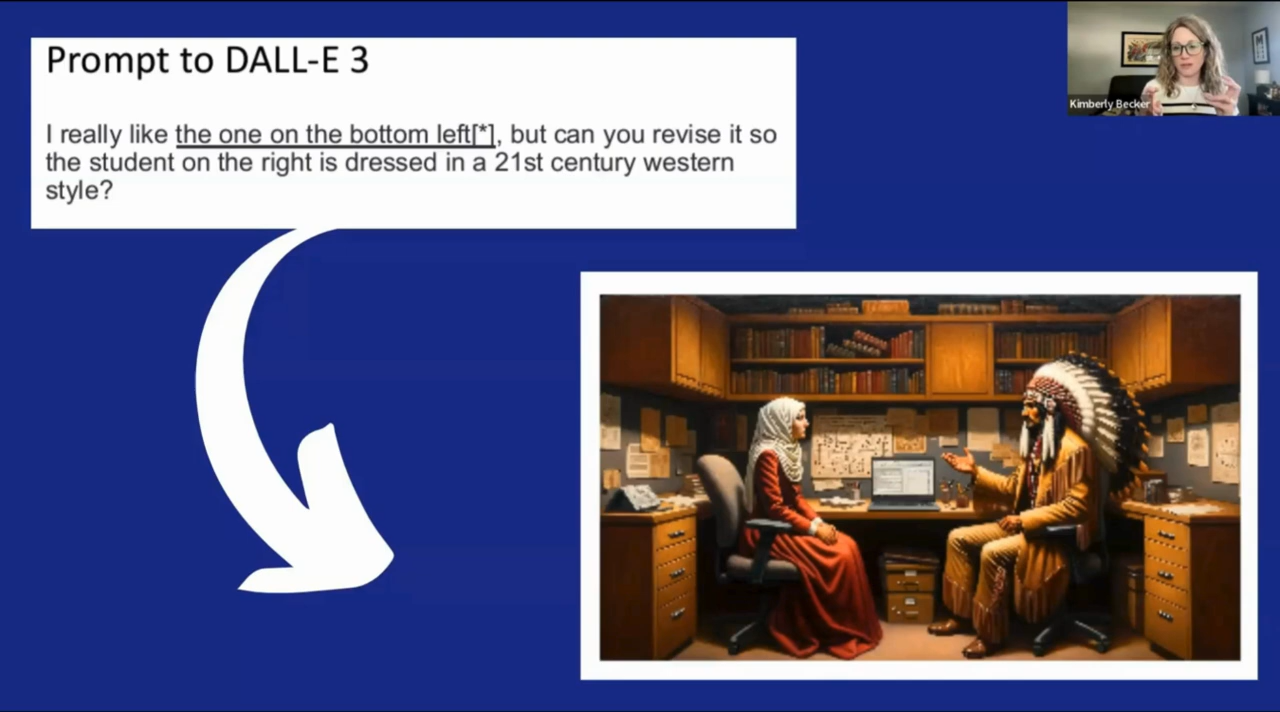 Prompt to DALL-E 3
I really like the one on the bottom left[*], but can you revise it so
the student on the right is dressed in a 21st century western
style?
Kimberly Becker